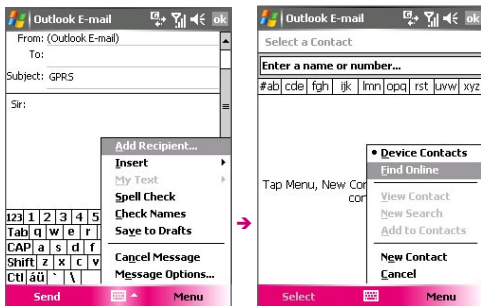 Outlook E-mail ok
From: (Outlook E-mail)
To:
Subject: GPRS
Sir:
Add Recipient...
Insert
My Text
Spell Check
Check Names
Save to Drafts
Cancel Message
Message Options...
123 1 2 3 4 5
Tab q w e r
CAP a s d f
Shift z x c v
Ctl áü ` \
Send Menu
Outlook E-mail ok
Select a Contact
Enter a name or number...
#ab cde fgh ijk lmn opq rst uvw xyz
Tap Menu, New Cor
cor
Device Contacts
Find Online
View Contact
New Search
Add to Contacts
New Contact
Cancel
Select Menu